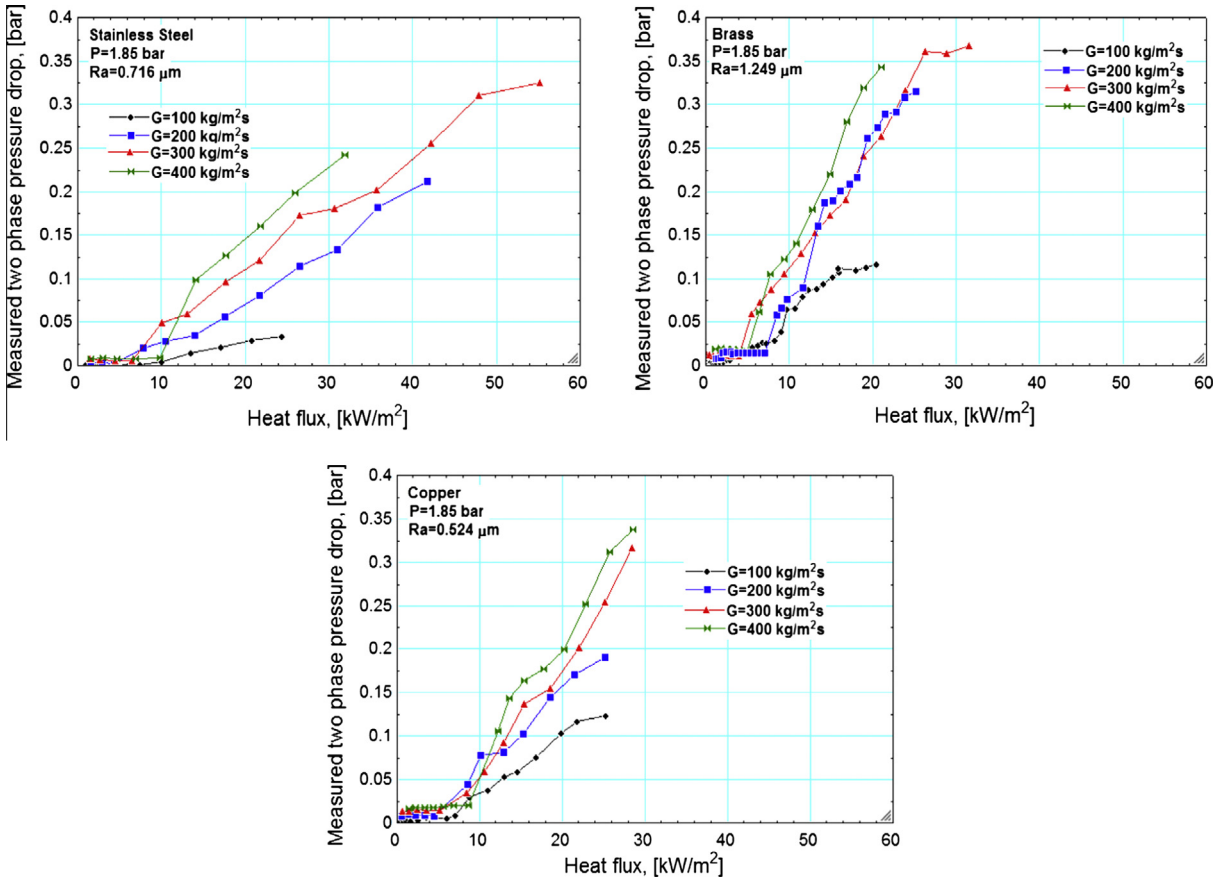 Measured two phase pressure drop, [bar]
0.4
0.35
0.3
0.25
0.2
0.15
0.1
0.05
0
Stainless Steel
P=1.85 bar
Ra=0.716 μm
G=100 kg/m²s
G=200 kq/m²s
G=300 kg/m²s
G=400 kg/m²s
0 10 20 30 40 50 60
Heat flux, [kW/m²]
Measured two phase pressure drop, [bar]
0.4
0.35
0.3
0.25
0.2
0.15
0.1
0.05
0
Brass
P=1.85 bar
Ra=1.249 μm
G=100 kg/m²s
G=200 kg/m²s
G=300 kg/m²s
G=400 kg/m²s
0 10 20 30 40 50 60
Heat flux, [kW/m²]
Measured two phase pressure drop, [bar]
0.4
0.35
0.3
0.25
0.2
0.15
0.1
0.05
0
Copper
P=1.85 bar
Ra=0.524 μm
G=100 kg/m²s
G=200 kg/m²s
G=300 kg/m²s
G=400 kg/m²s
0 10 20 30 40 50 60
Heat flux, [kW/m²]